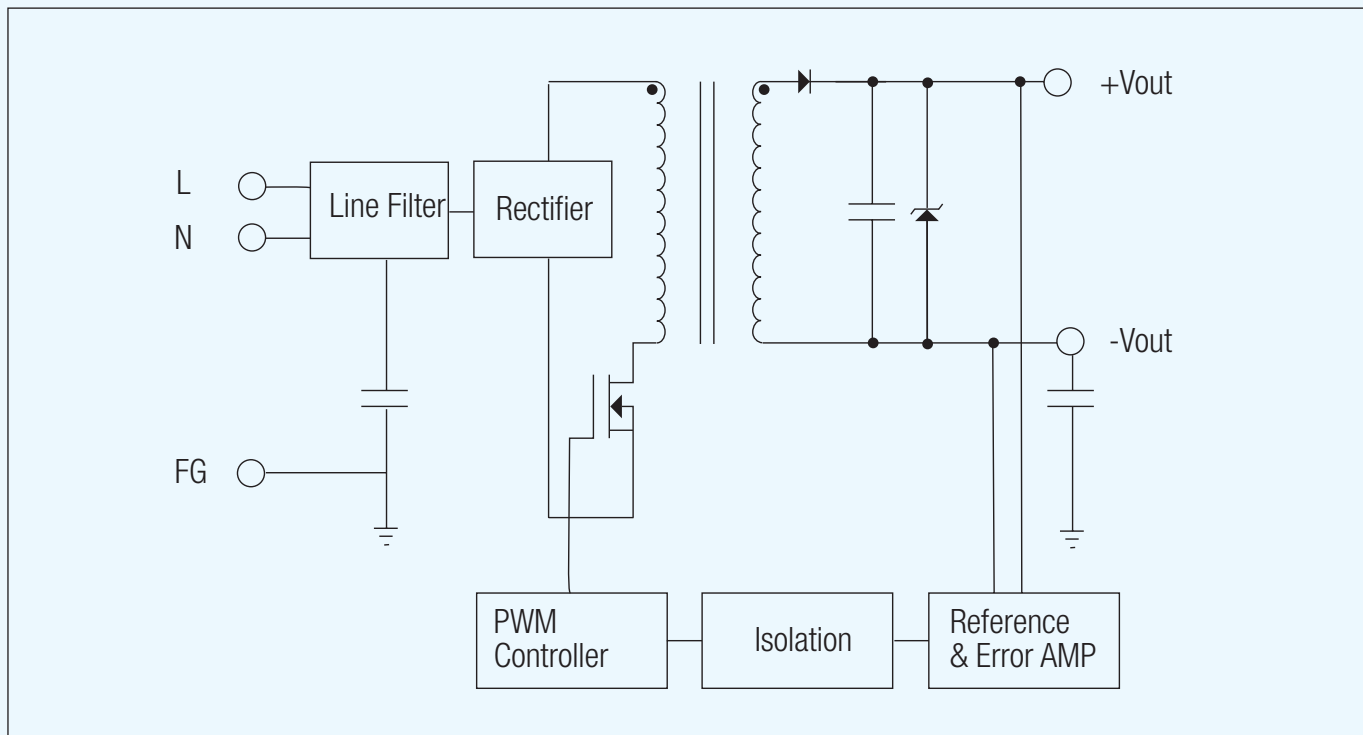 +Vout
L
Line Filter
Rectifier
N
-Vout
FG
PWM
Controller
Isolation
Reference
& Error AMP